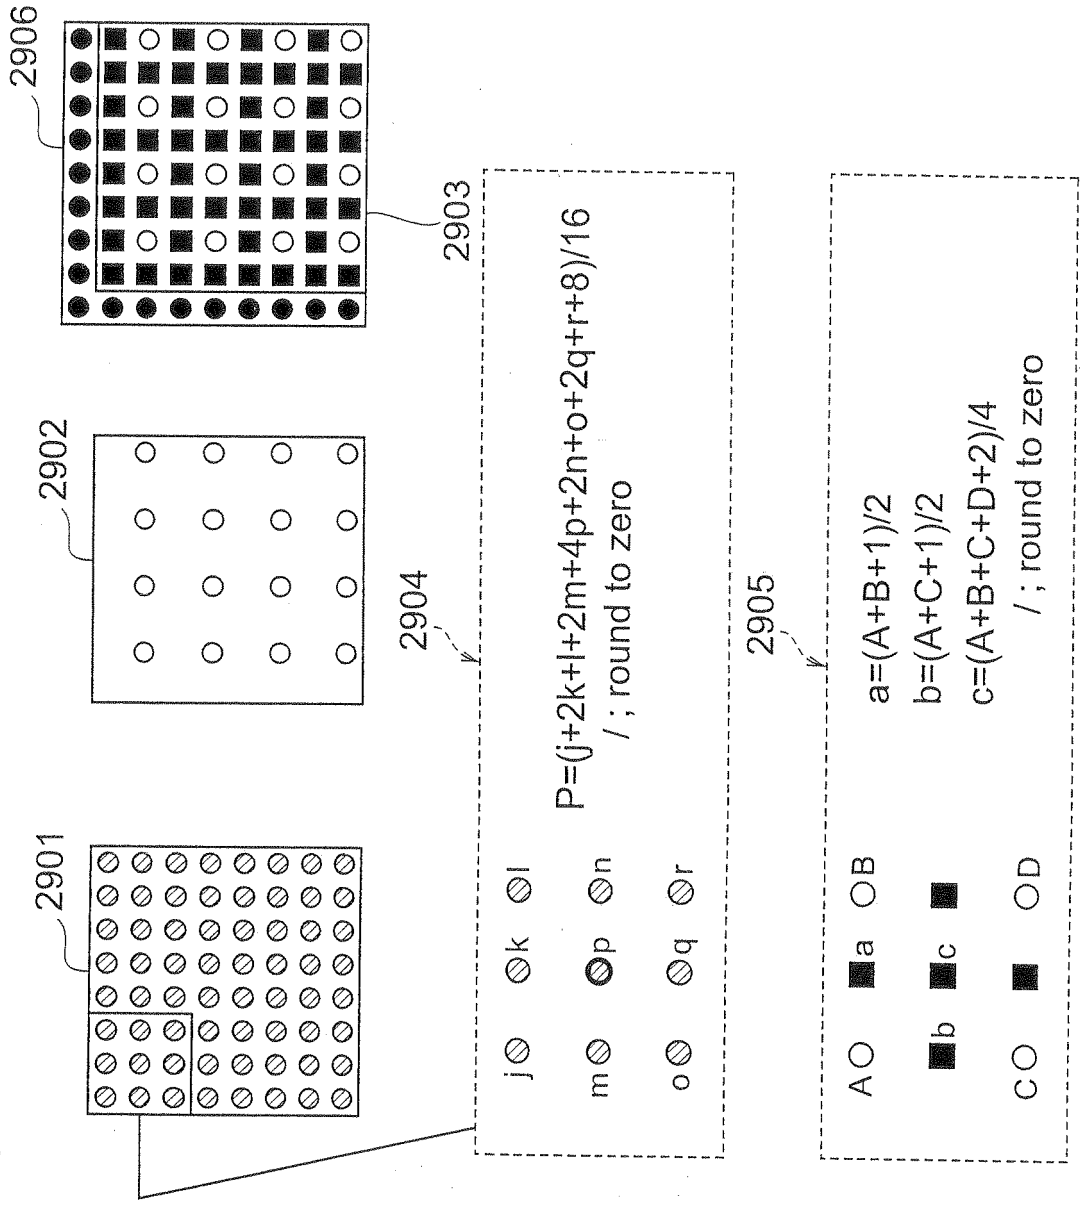 2901
2902
2906
2903
2904
j k l
m p n
o q r
P=(j+2k+l+2m+4p+2n+o+2q+r+8)/16
/ ; round to zero
2905
A a B
b c
C D
a=(A+B+1)/2
b=(A+C+1)/2
c=(A+B+C+D+2)/4
/ ; round to zero